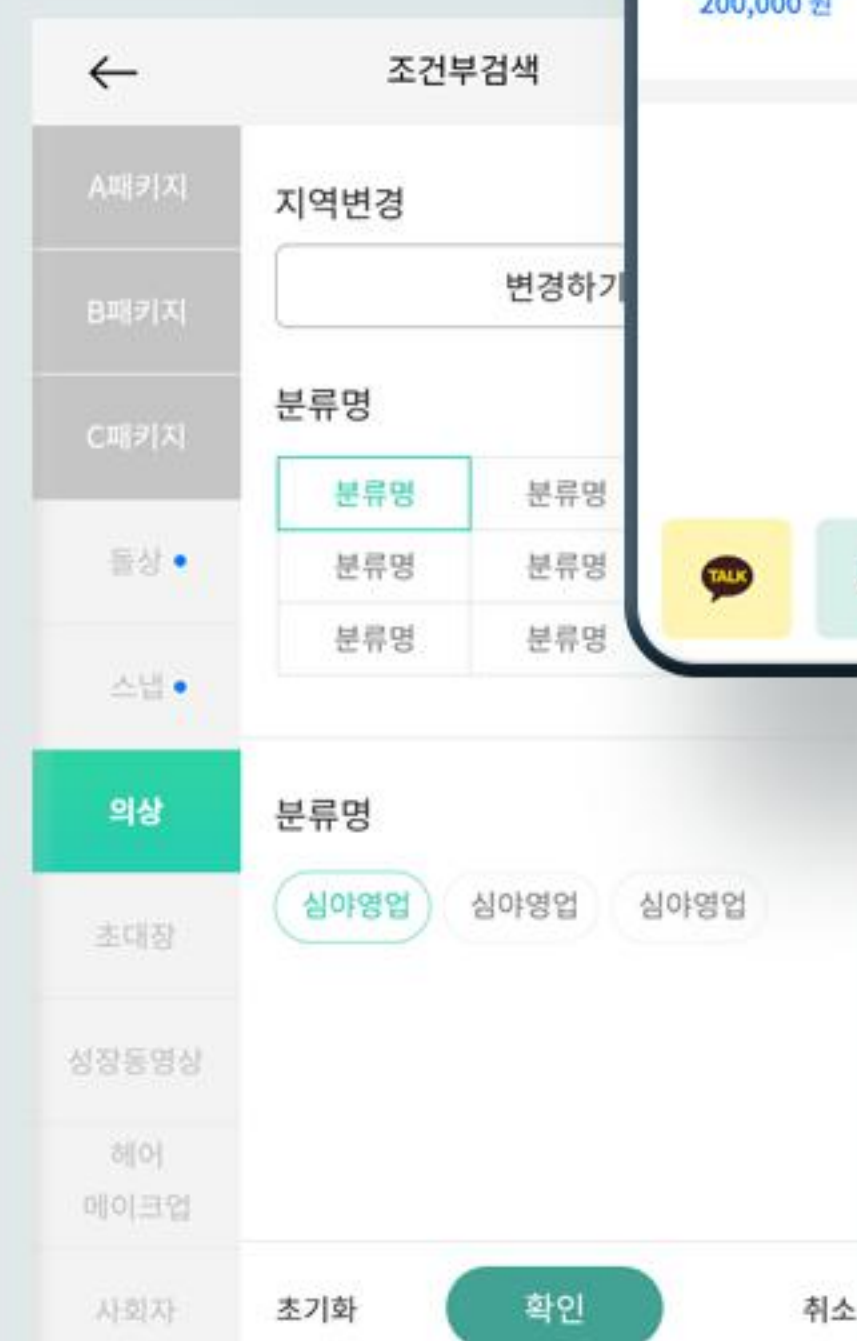 200,000 원
조건부검색
A패키지
B패키지
C패키지
돌상
스냅
의상
초대장
성장동영상
헤어
메이크업
사회자
지역변경
변경하기
분류명
분류명 분류명
분류명 분류명
분류명 분류명
TALK
분류명
심야영업 심야영업 심야영업
초기화 확인 취소